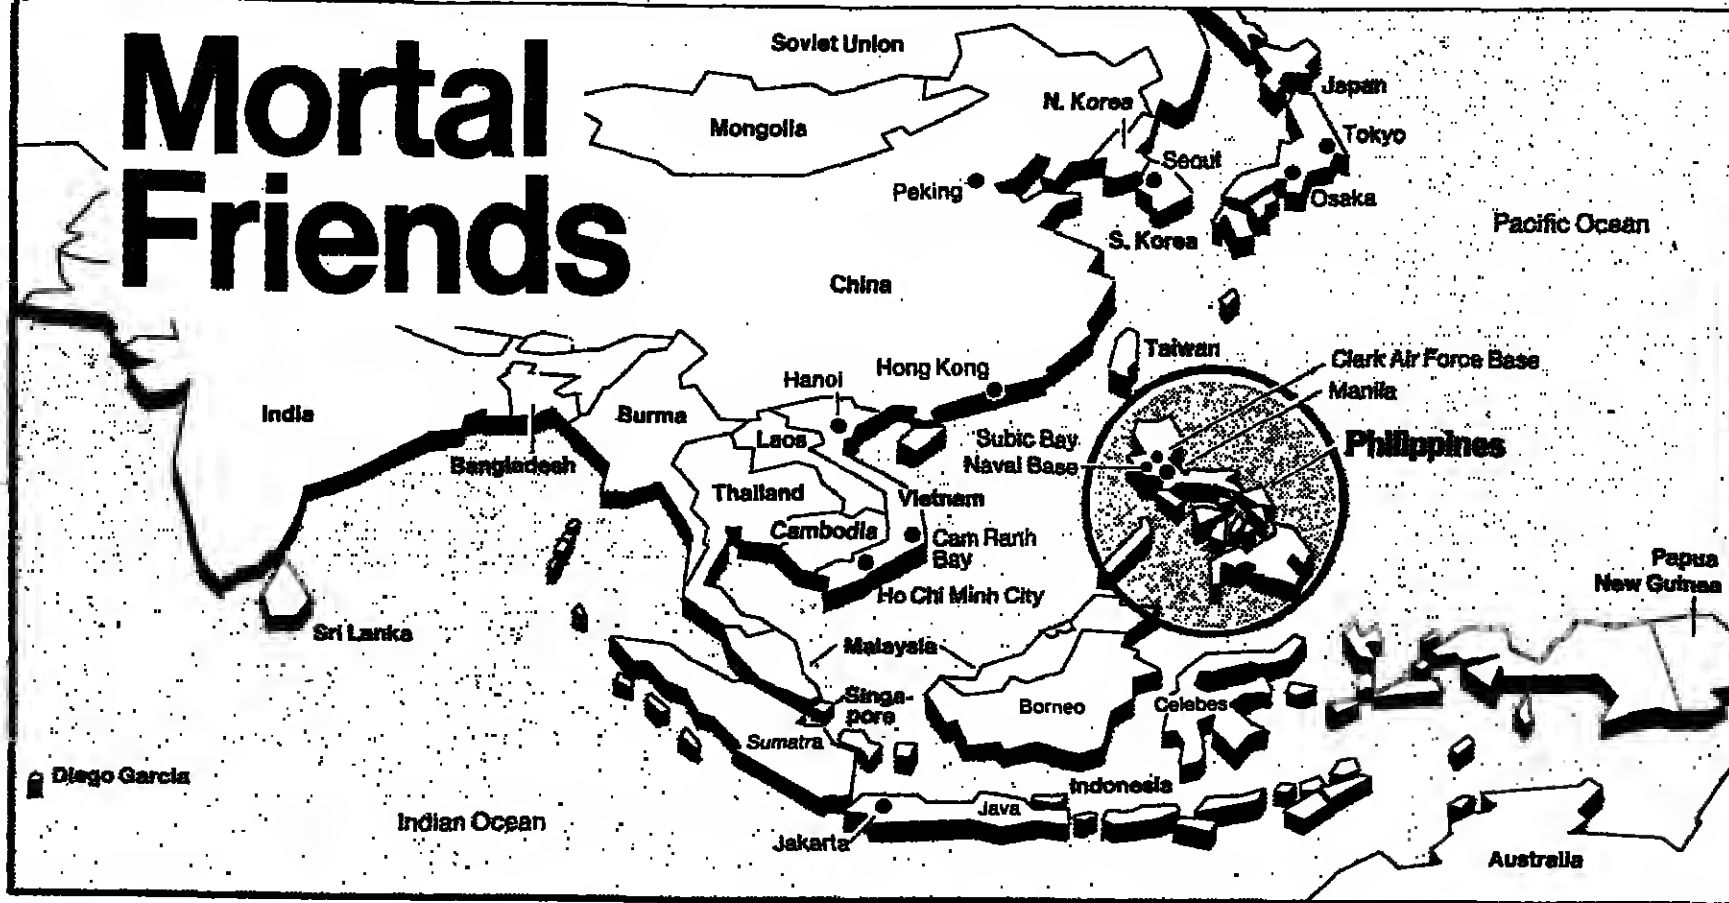 Mortal
Friends
Soviet Union
Mongolia
N. Korea
Japan
Tokyo
Seoul
Peking
Osaka
S. Korea
Pacific Ocean
China
Taiwan
Hong Kong
Hanoi
Clark Air Force Base
Manila
India
Burma
Laos
Subic Bay
Naval Base
Philippines
Bangladesh
Thailand
Vietnam
Cambodia
Cam Ranh
Bay
Ho Chi Minh City
Papua
New Guinea
Sri Lanka
Malaysia
Singa-
pore
Borneo
Celebes
Sumatra
Diego Garcia
Indonesia
Java
Indian Ocean
Jakarta
Australia